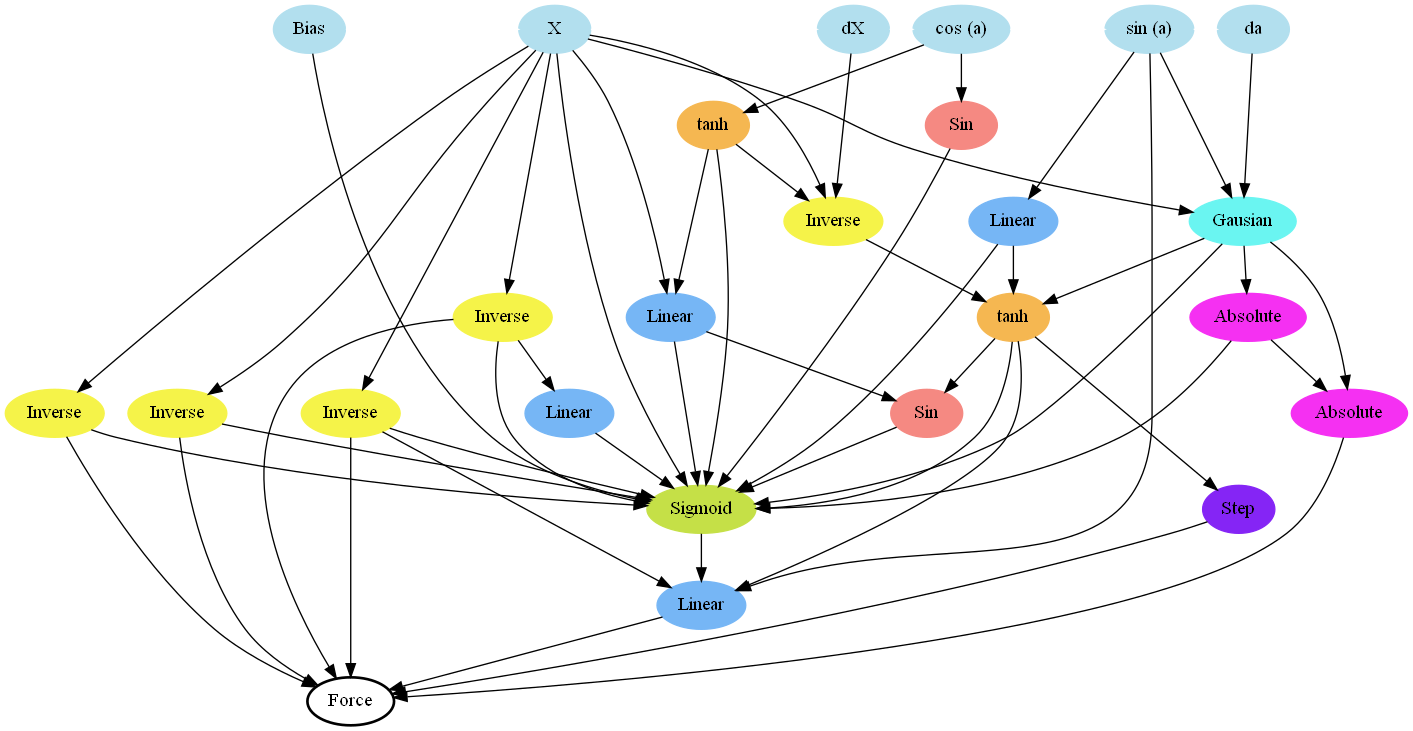 Bias
X
dX
cos (a)
sin (a)
da
tanh
Sin
Inverse
Linear
Gausian
Inverse
Linear
tanh
Absolute
Inverse
Inverse
Inverse
Linear
Sin
Absolute
Sigmoid
Step
Linear
Force